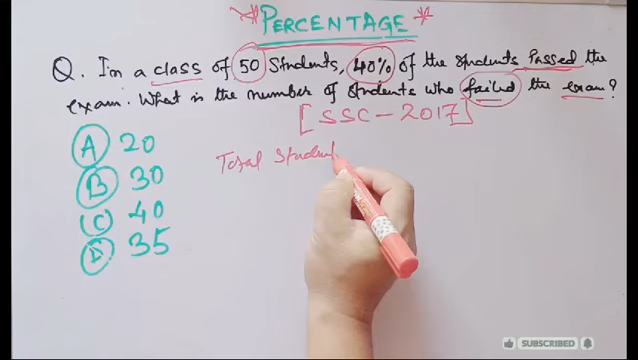 *PERCENTAGE*
Q. In a class of 50 Students, 40% of the students Passed the
exam. What is the number of students who failed the exam?
[SSC-2017]
A 20
Total Student
B 30
(C) 40
D 35
SUBSCRIBED